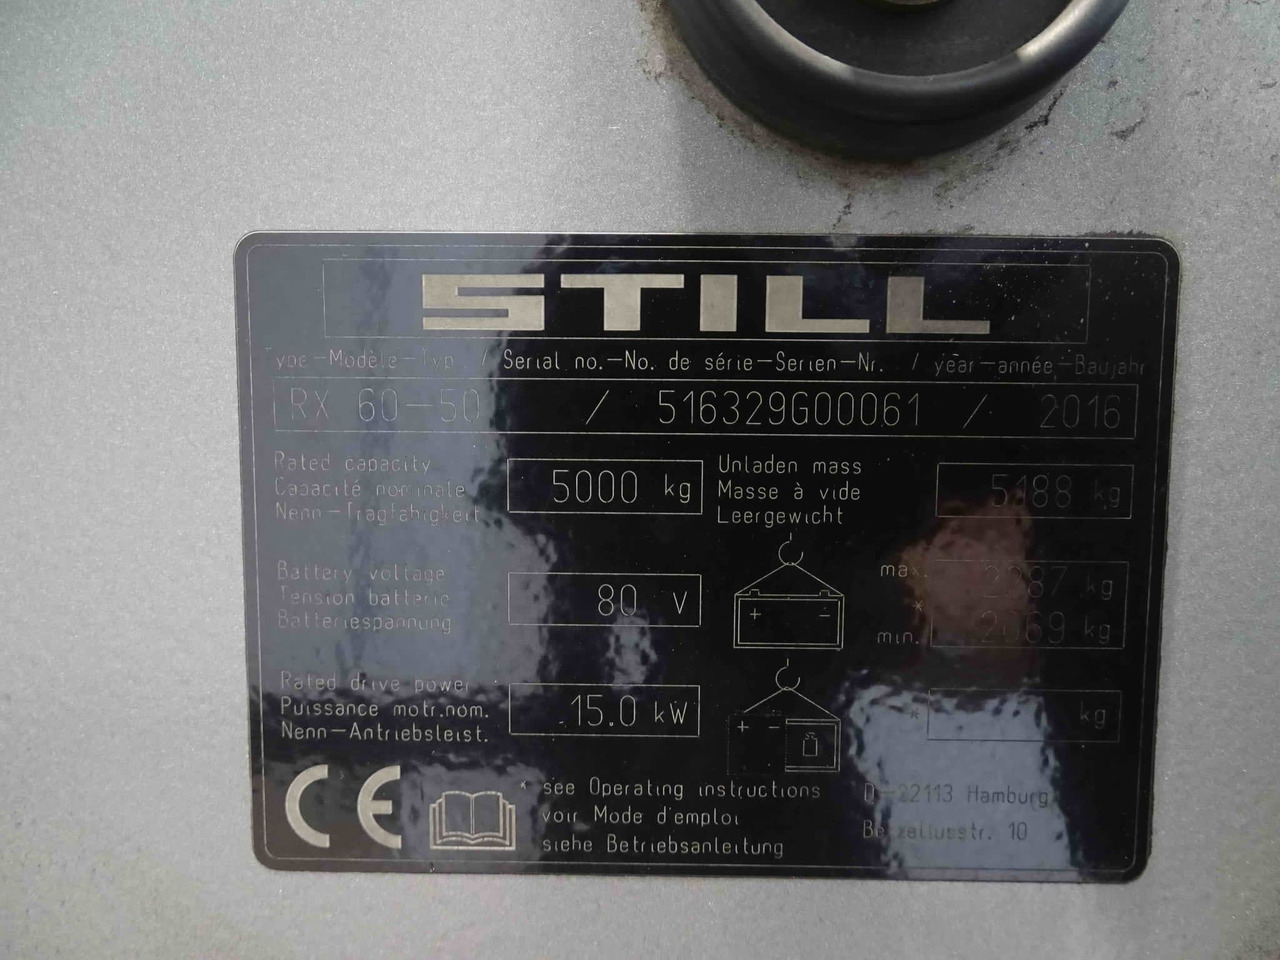 STILL
Type-Modèle-Typ / Serial no.-No. de série-Serien-Nr. / year-année-Baujahr
RX 60-50 / 516329G00061 / 2016
Rated capacity
Capacité nominale
Nenn-Tragfähigkeit
5000 kg
Unladen mass
Masse à vide
Leergewicht
5188 kg
Battery voltage
Tension batterie
Batteriespannung
80 V
+ -
max. kg
*
min. 2069 kg
Rated drive power
Puissance motr.nom.
Nenn-Antriebsleist.
15.0 kW
+ -
* kg
CE
* see Operating instructions
voir Mode d'emploi
siehe Betriebsanleitung
D-22113 Hamburg
Berzeliusstr. 10